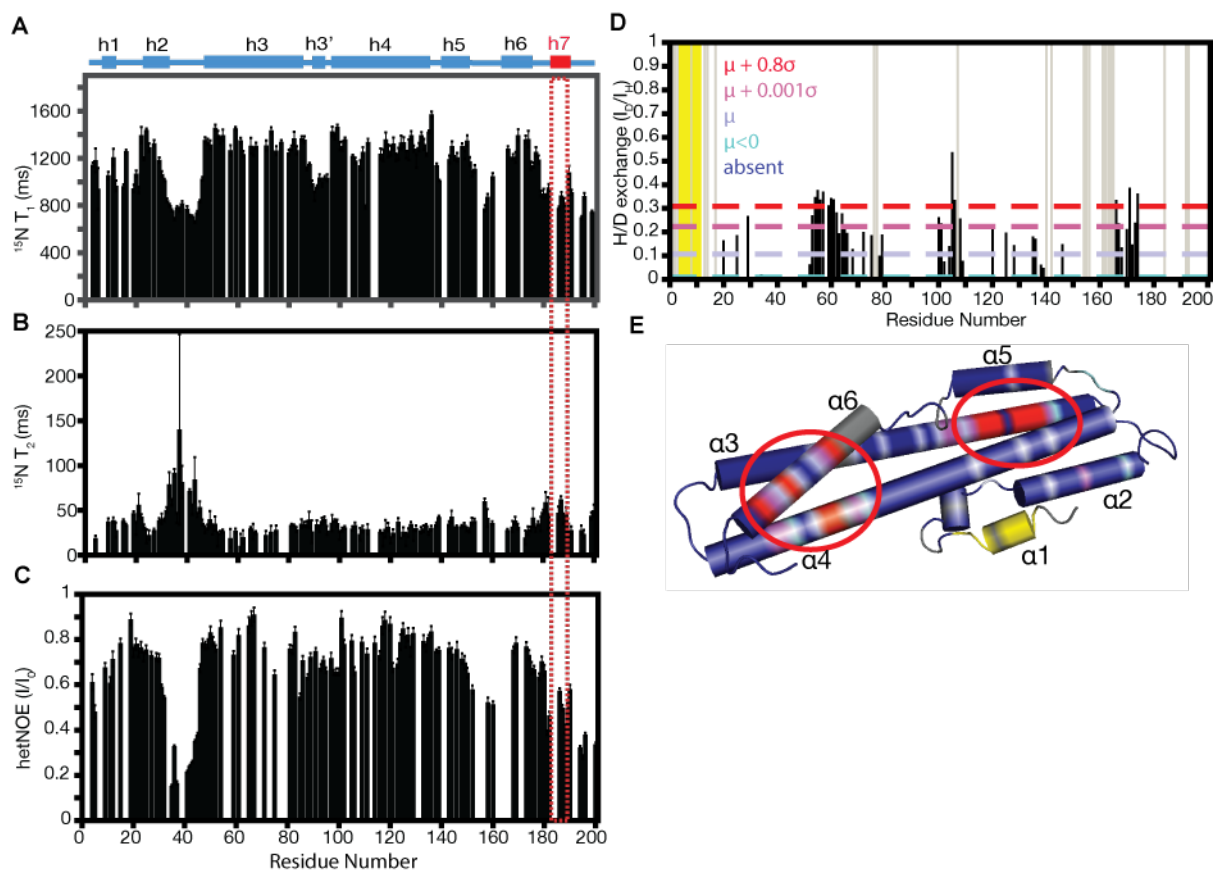 A
h1 h2 h3 h3' h4 h5 h6 h7
1600
1200
800
400
0
¹⁵N T₁ (ms)
B
250
200
150
100
50
0
¹⁵N T₂ (ms)
C
1
0.8
0.6
0.4
0.2
0
hetNOE (I/I₀)
0 20 40 60 80 100 120 140 160 180 200
Residue Number
D
1
0.9
0.8
0.7
0.6
0.5
0.4
0.3
0.2
0.1
0
H/D exchange (I_D/I_H)
μ + 0.8σ
μ + 0.001σ
μ
μ<0
absent
0 20 40 60 80 100 120 140 160 180 200
Residue Number
E
α5
α6
α3
α2
α1
α4